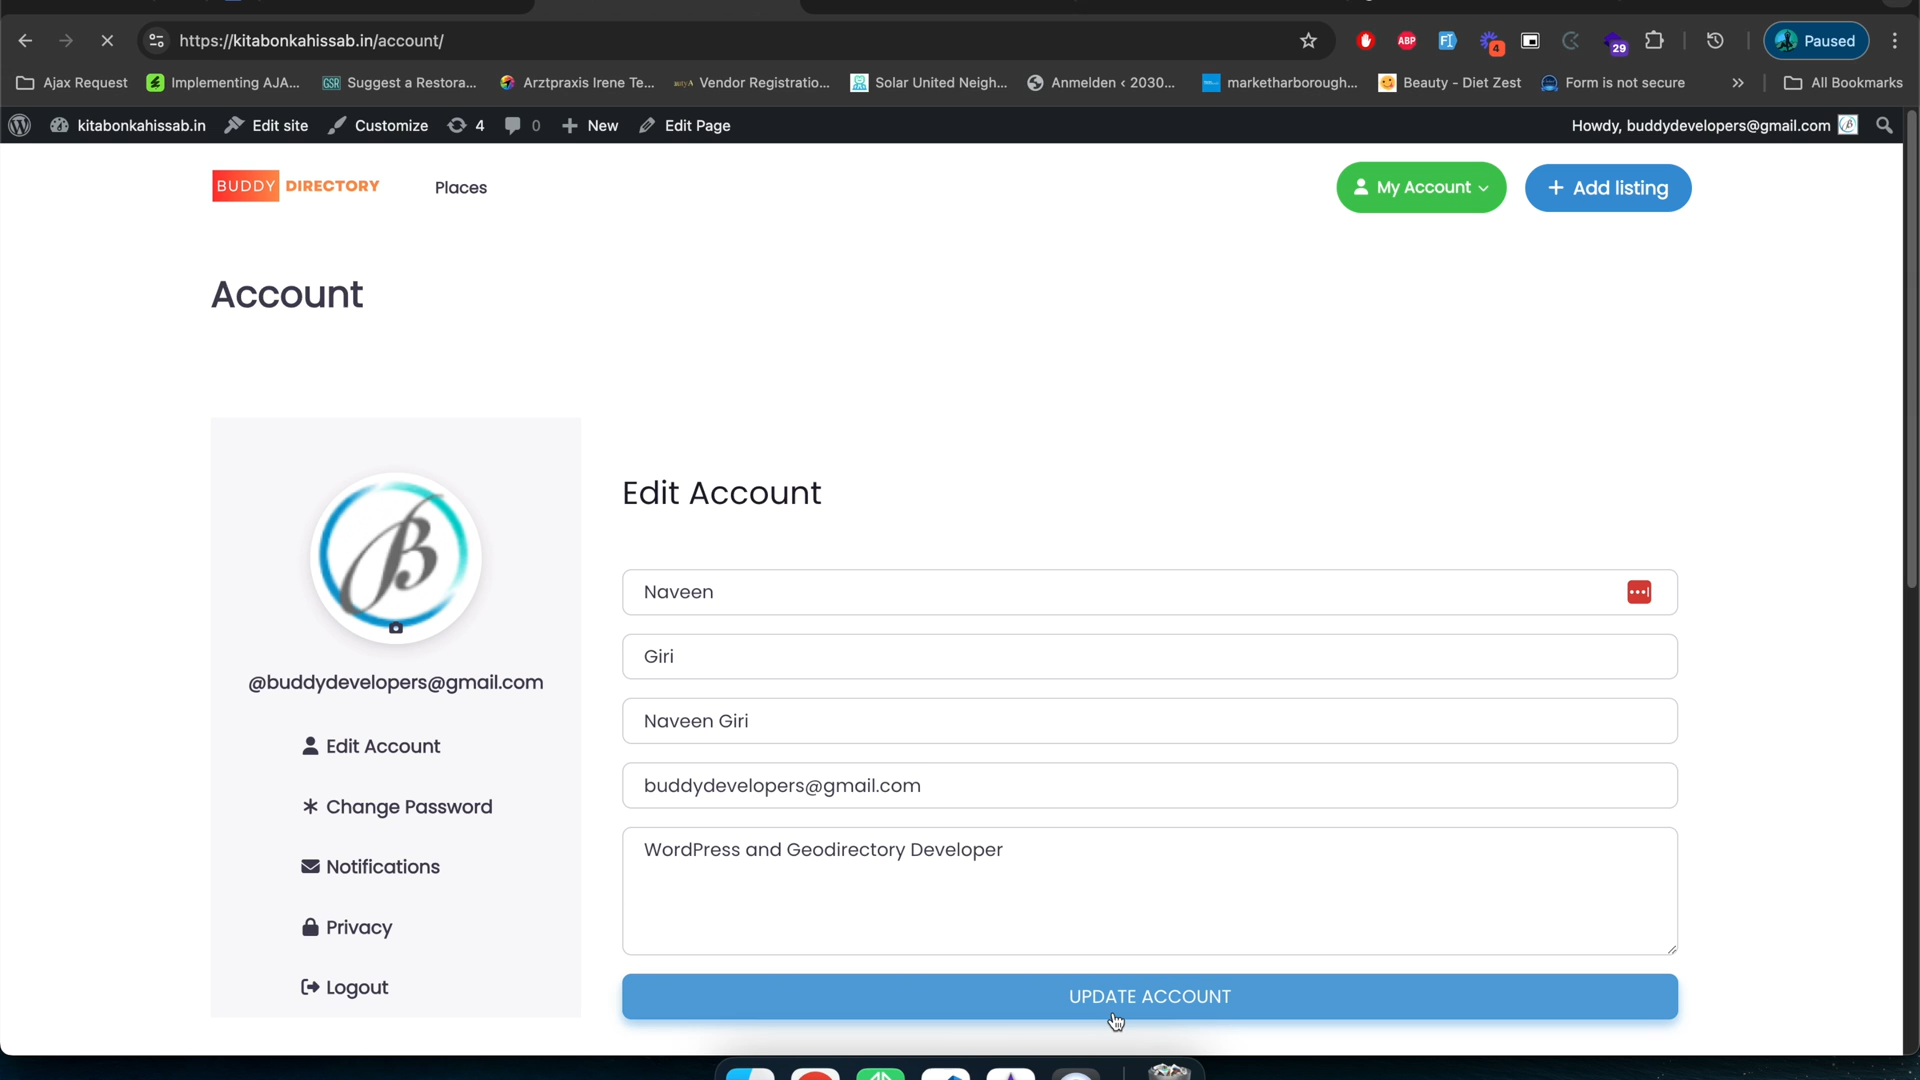 https://kitabonkahissab.in/account/
4
29
Paused
Ajax Request
Implementing AJA...
GSR
Suggest a Restora...
Arztpraxis Irene Te...
Vendor Registratio...
Solar United Neigh...
Anmelden ‹ 2030...
marketharborough...
Beauty - Diet Zest
Form is not secure
»
All Bookmarks
kitabonkahissab.in
Edit site
Customize
4
0
New
Edit Page
Howdy, buddydevelopers@gmail.com
BUDDY DIRECTORY
Places
My Account
+ Add listing
Account
B
@buddydevelopers@gmail.com
Edit Account
Change Password
Notifications
Privacy
Logout
Edit Account
Naveen
Giri
Naveen Giri
buddydevelopers@gmail.com
WordPress and Geodirectory Developer
UPDATE ACCOUNT
ABP